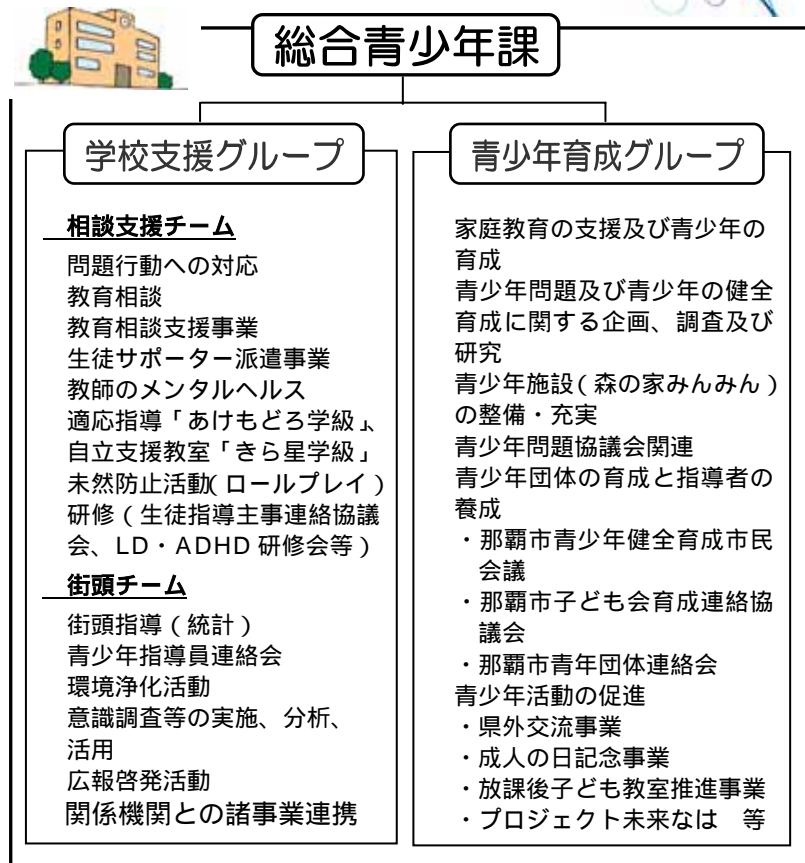 総合青少年課
学校支援グループ
相談支援チーム
問題行動への対応
教育相談
教育相談支援事業
生徒サポーター派遣事業
教師のメンタルヘルス
適応指導「あけもどろ学級」、
自立支援教室「きら星学級」
未然防止活動(ロールプレイ)
研修(生徒指導主事連絡協議
会、LD・ADHD研修会等)
街頭チーム
街頭指導(統計)
青少年指導員連絡会
環境浄化活動
意識調査等の実施、分析、
活用
広報啓発活動
関係機関との諸事業連携
青少年育成グループ
家庭教育の支援及び青少年の
育成
青少年問題及び青少年の健全
育成に関する企画、調査及び
研究
青少年施設(森の家みんみん)
の整備・充実
青少年問題協議会関連
青少年団体の育成と指導者の
養成
・那覇市青少年健全育成市民
会議
・那覇市子ども会育成連絡協
議会
・那覇市青年団体連絡会
青少年活動の促進
・県外交流事業
・成人の日記念事業
・放課後子ども教室推進事業
・プロジェクト未来なは 等